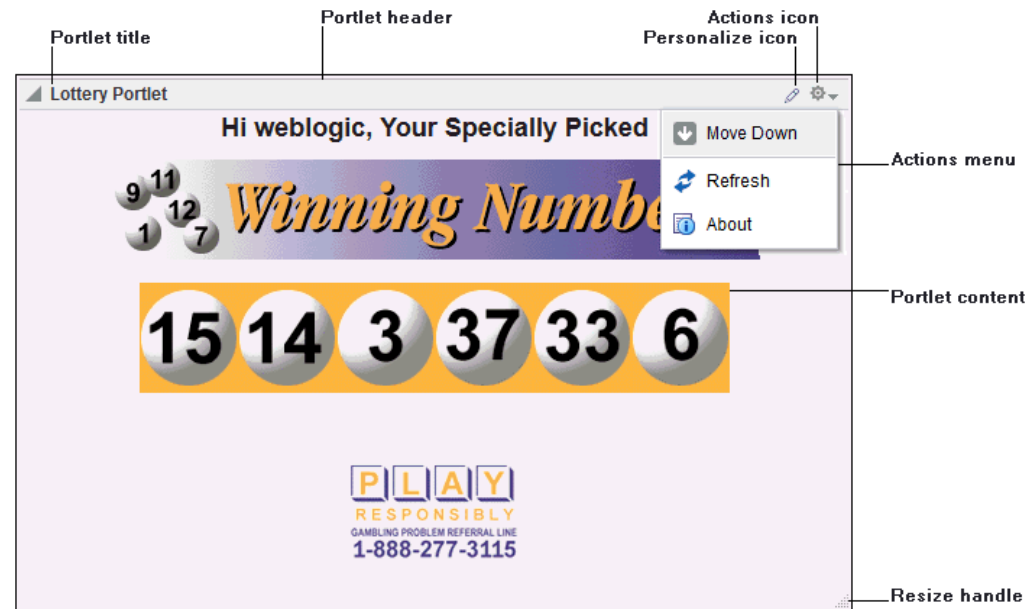 Portlet header
Actions icon
Portlet title
Personalize icon
Lottery Portlet
Hi weblogic, Your Specially Picked
Move Down
Actions menu
Refresh
About
9 11 12 1 7
Winning Numbe
Portlet content
15 14 3 37 33 6
PLAY
RESPONSIBLY
GAMBLING PROBLEM REFERRAL LINE
1-888-277-3115
Resize handle